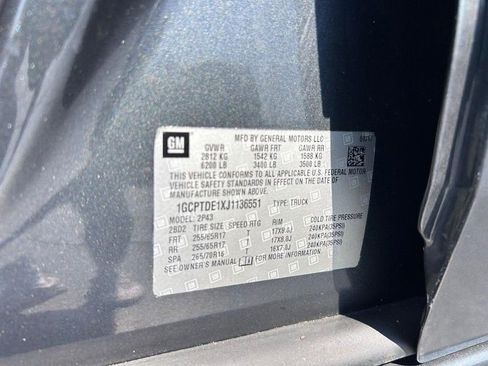 GM
MFD BY GENERAL MOTORS LLC
GVWR GAWR FRT GAWR RR
2812 KG 1542 KG 1588 KG
6200 LB 3400 LB 3500 LB
THIS VEHICLE CONFORMS TO ALL APPLICABLE U.S. FEDERAL MOTOR
VEHICLE SAFETY STANDARDS IN EFFECT ON THE DATE OF
MANUFACTURE SHOWN ABOVE.
1GCPTDE1XJ1136551 TYPE: TRUCK
MODEL: 2P43
2BD2 TIRE SIZE SPEED RTG RIM COLD TIRE PRESSURE
FRT 255/65R17 T 17X8.0J 240KPA(35PSI)
RR 255/65R17 T 17X8.0J 240KPA(35PSI)
SPA 265/70R16 T 16X7.0J 240KPA(35PSI)
SEE OWNER'S MANUAL FOR MORE INFORMATION.